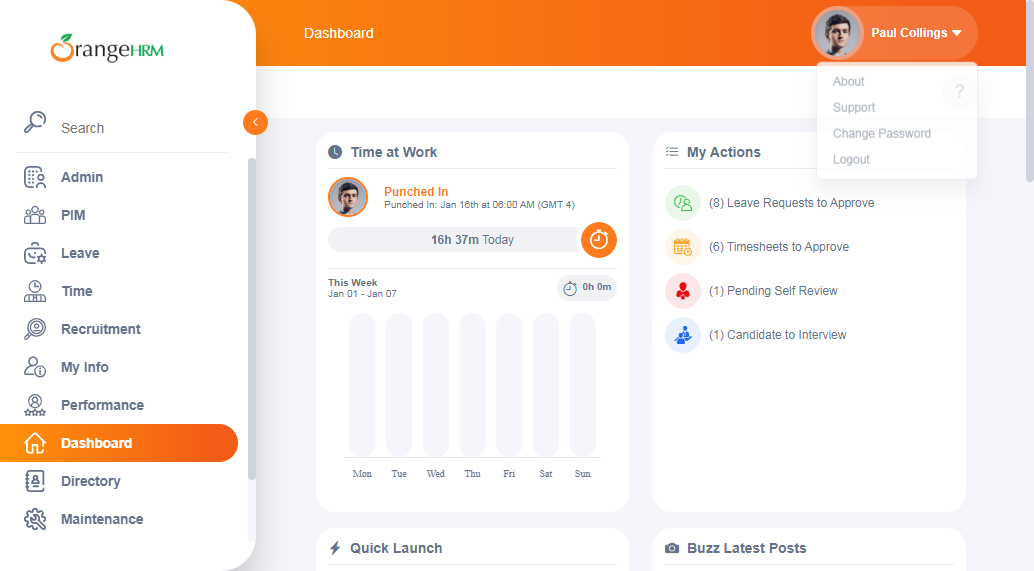 OrangeHRM
Dashboard
Paul Collings
About
?
Support
Change Password
Logout
Search
Admin
PIM
Leave
Time
Recruitment
My Info
Performance
Dashboard
Directory
Maintenance
Time at Work
Punched In
Punched In: Jan 16th at 06:00 AM (GMT 4)
16h 37m Today
This Week
Jan 01 - Jan 07
0h 0m
Mon Tue Wed Thu Fri Sat Sun
My Actions
(8) Leave Requests to Approve
(6) Timesheets to Approve
(1) Pending Self Review
(1) Candidate to Interview
Quick Launch
Buzz Latest Posts